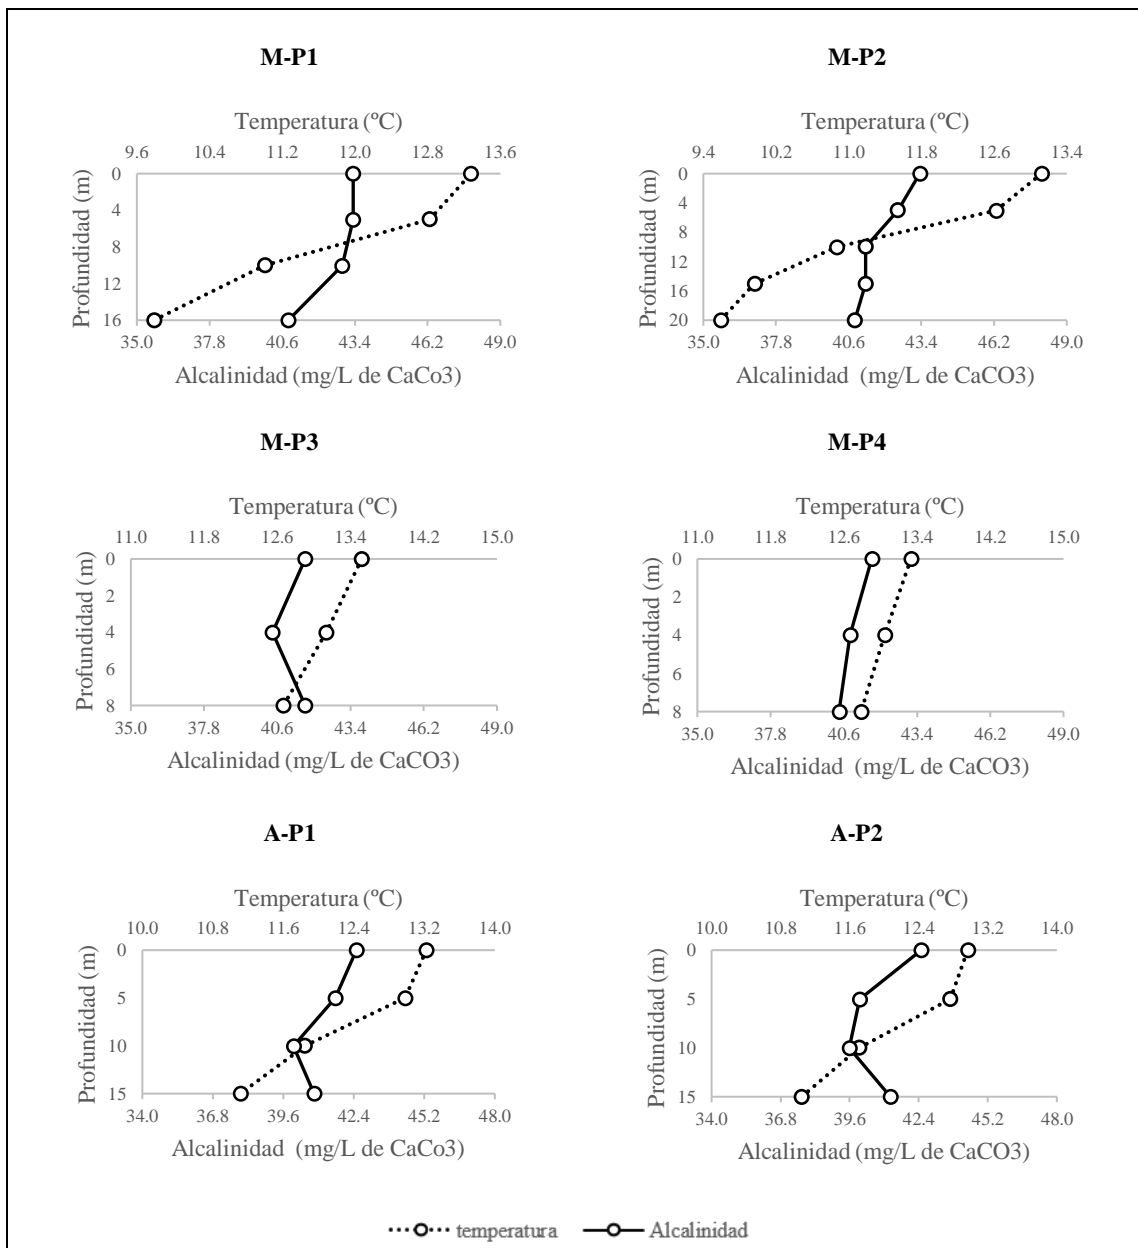 M-P1
Temperatura (ºC)
9.6 10.4 11.2 12.0 12.8 13.6
Profundidad (m)
0
4
8
12
16
35.0 37.8 40.6 43.4 46.2 49.0
Alcalinidad (mg/L de CaCo3)
M-P2
Temperatura (ºC)
9.4 10.2 11.0 11.8 12.6 13.4
Profundidad (m)
0
4
8
12
16
20
35.0 37.8 40.6 43.4 46.2 49.0
Alcalinidad (mg/L de CaCO3)
M-P3
Temperatura (ºC)
11.0 11.8 12.6 13.4 14.2 15.0
Profundidad (m)
0
2
4
6
8
35.0 37.8 40.6 43.4 46.2 49.0
Alcalinidad (mg/L de CaCO3)
M-P4
Temperatura (ºC)
11.0 11.8 12.6 13.4 14.2 15.0
Profundidad (m)
0
2
4
6
8
35.0 37.8 40.6 43.4 46.2 49.0
Alcalinidad (mg/L de CaCO3)
A-P1
Temperatura (ºC)
10.0 10.8 11.6 12.4 13.2 14.0
Profundidad (m)
0
5
10
15
34.0 36.8 39.6 42.4 45.2 48.0
Alcalinidad (mg/L de CaCo3)
A-P2
Temperatura (ºC)
10.0 10.8 11.6 12.4 13.2 14.0
Profundidad (m)
0
5
10
15
34.0 36.8 39.6 42.4 45.2 48.0
Alcalinidad (mg/L de CaCO3)
temperatura Alcalinidad